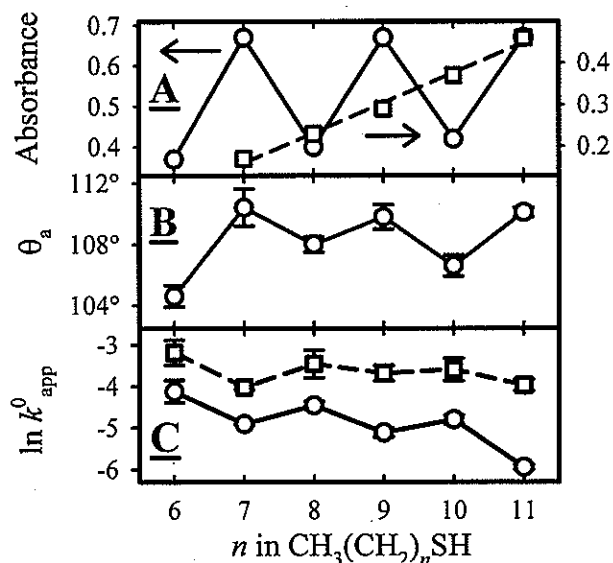 0.7
0.6
0.5
0.4
Absorbance
A
0.4
0.3
0.2
112°
108°
104°
θa
B
-3
-4
-5
-6
ln k⁰app
C
6 7 8 9 10 11
n in CH₃(CH₂)ₙSH